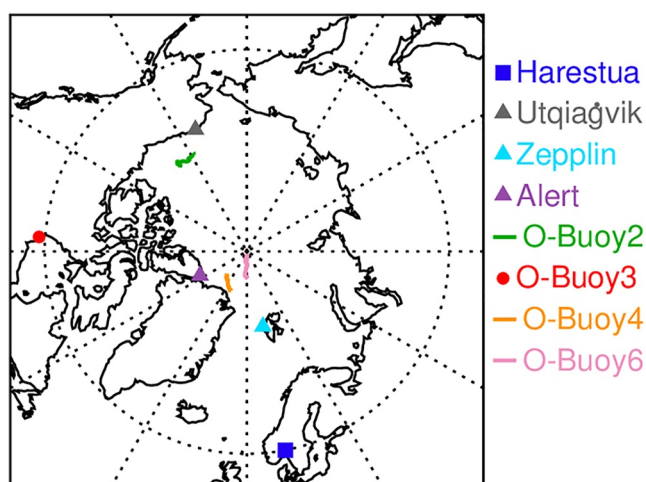 Harestua
Utqiaġvik
Zepplin
Alert
O-Buoy2
O-Buoy3
O-Buoy4
O-Buoy6